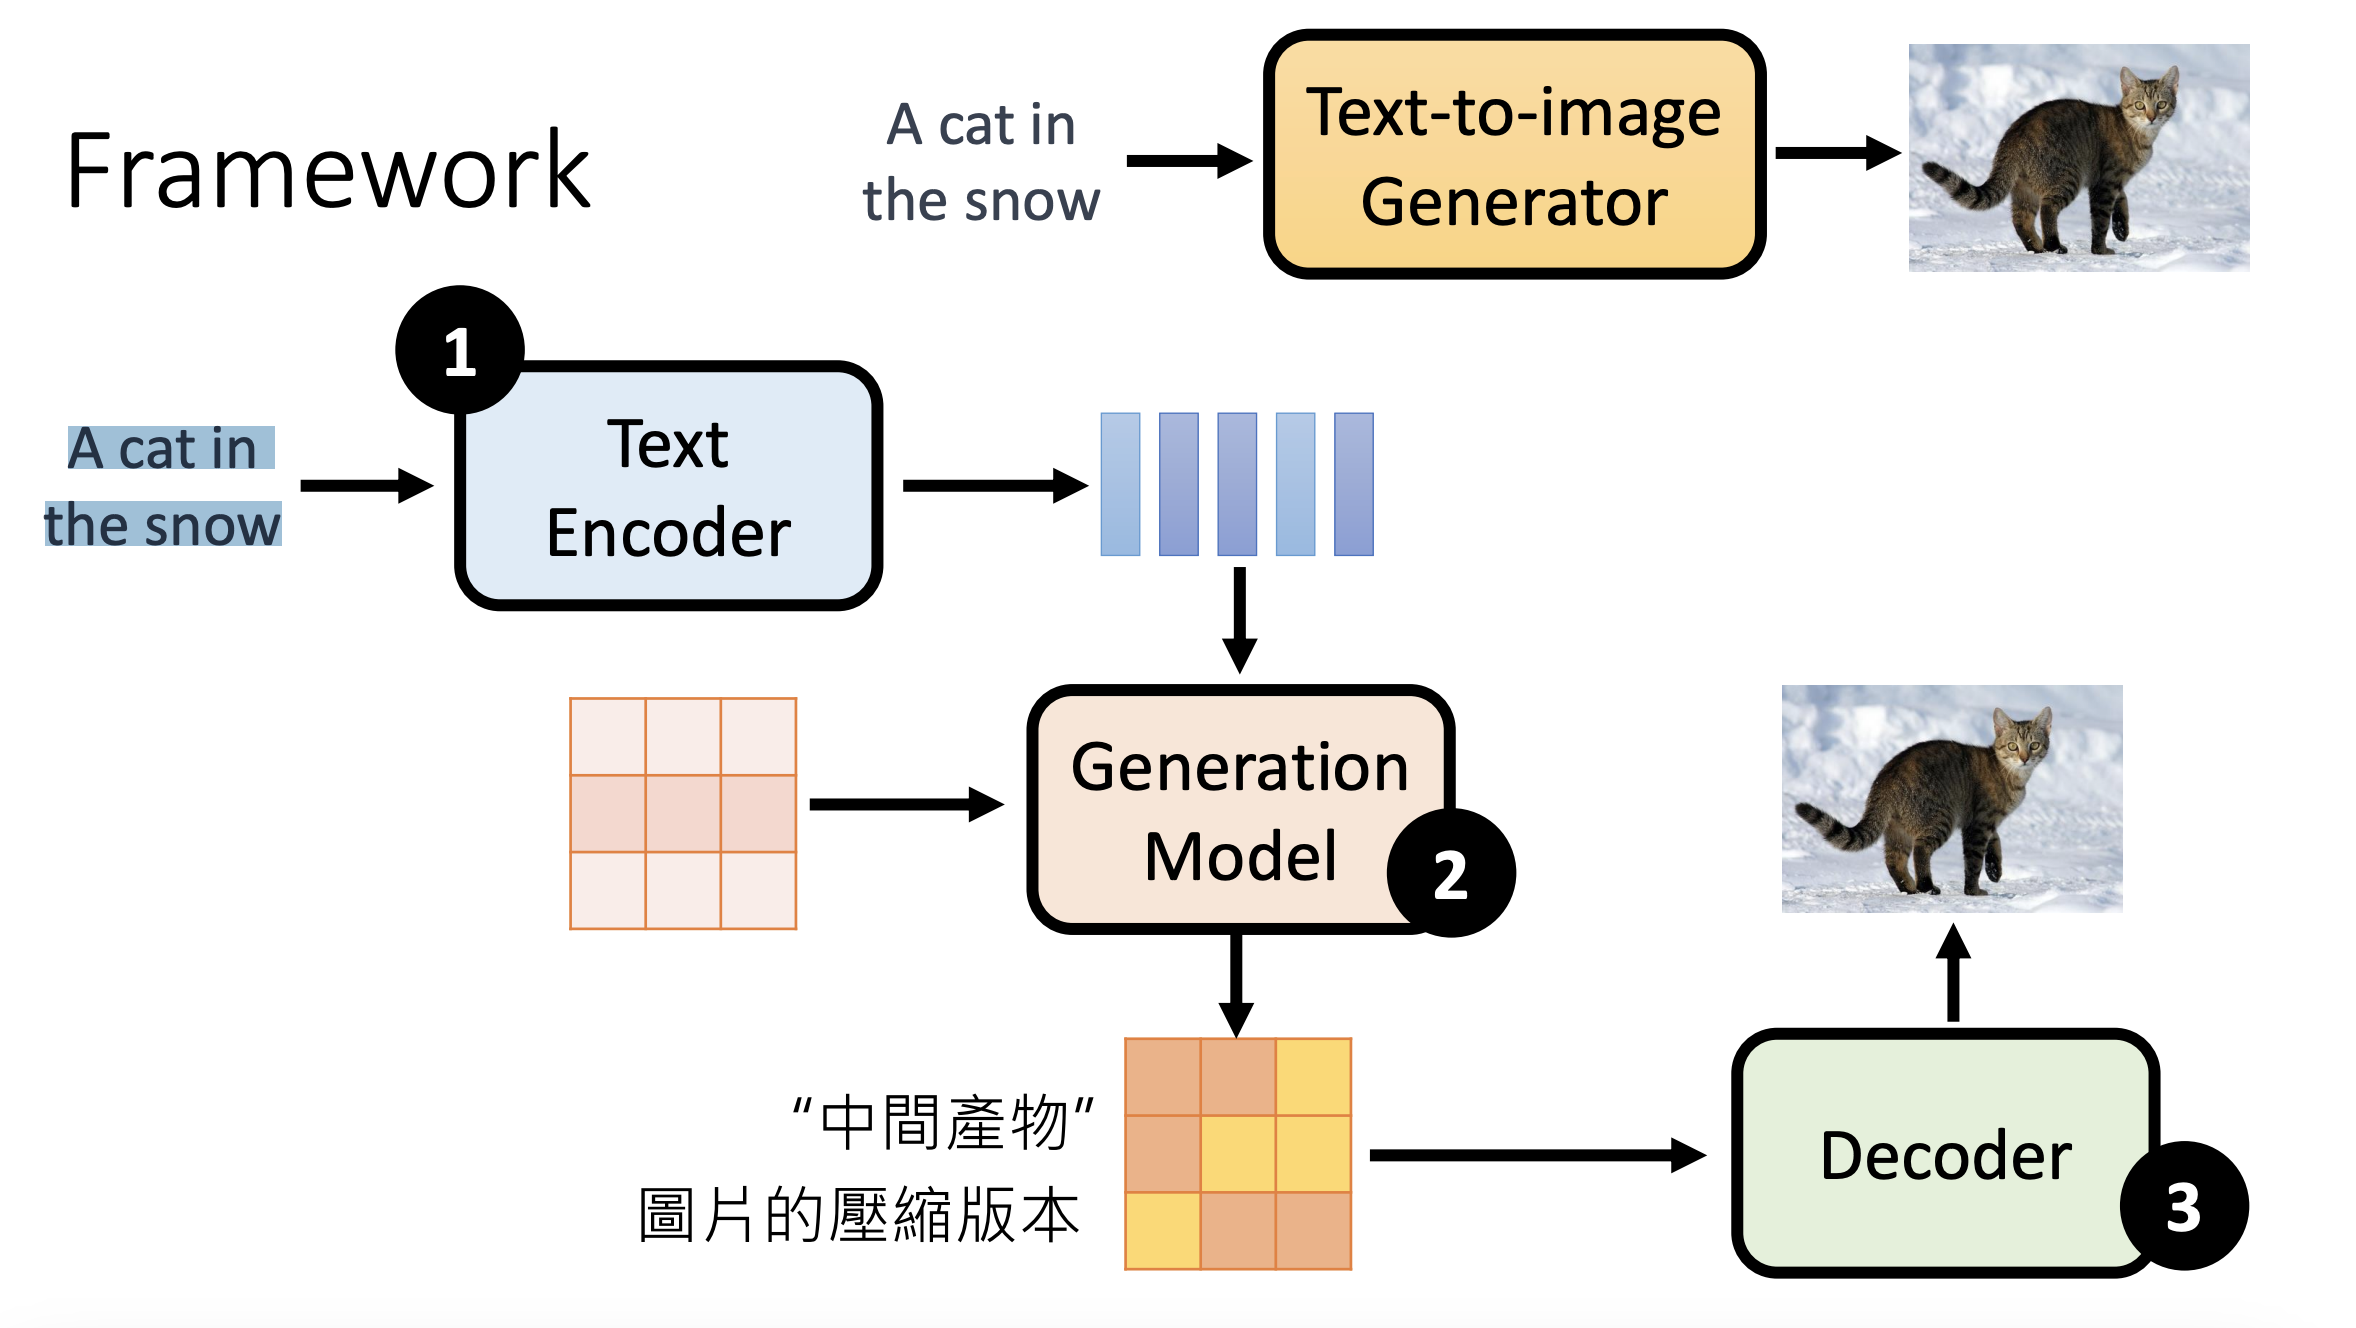 Framework
A cat in
the snow
Text-to-image
Generator
1
A cat in
the snow
Text
Encoder
Generation
Model
2
“中間產物”
圖片的壓縮版本
Decoder
3